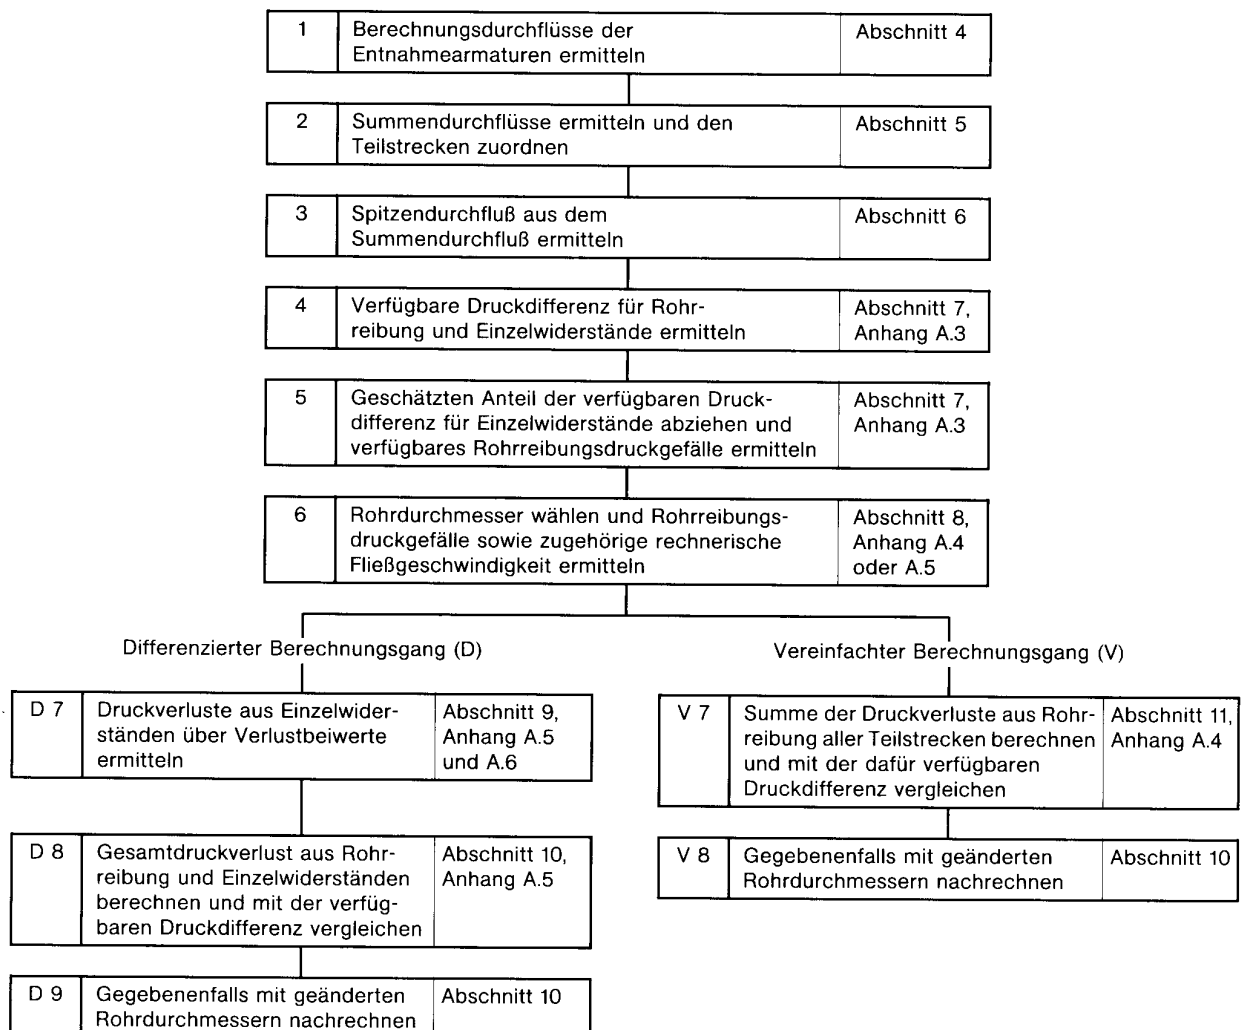 1
Berechnungsdurchflüsse der
Entnahmearmaturen ermitteln
Abschnitt 4
2
Summendurchflüsse ermitteln und den
Teilstrecken zuordnen
Abschnitt 5
3
Spitzendurchfluß aus dem
Summendurchfluß ermitteln
Abschnitt 6
4
Verfügbare Druckdifferenz für Rohr-
reibung und Einzelwiderstände ermitteln
Abschnitt 7,
Anhang A.3
5
Geschätzten Anteil der verfügbaren Druck-
differenz für Einzelwiderstände abziehen und
verfügbares Rohrreibungsdruckgefälle ermitteln
Abschnitt 7,
Anhang A.3
6
Rohrdurchmesser wählen und Rohrreibungs-
druckgefälle sowie zugehörige rechnerische
Fließgeschwindigkeit ermitteln
Abschnitt 8,
Anhang A.4
oder A.5
Differenzierter Berechnungsgang (D)
D 7
Druckverluste aus Einzelwider-
ständen über Verlustbeiwerte
ermitteln
Abschnitt 9,
Anhang A.5
und A.6
D 8
Gesamtdruckverlust aus Rohr-
reibung und Einzelwiderständen
berechnen und mit der verfüg-
baren Druckdifferenz vergleichen
Abschnitt 10,
Anhang A.5
D 9
Gegebenenfalls mit geänderten
Rohrdurchmessern nachrechnen
Abschnitt 10
Vereinfachter Berechnungsgang (V)
V 7
Summe der Druckverluste aus Rohr-
reibung aller Teilstrecken berechnen
und mit der dafür verfügbaren
Druckdifferenz vergleichen
Abschnitt 11,
Anhang A.4
V 8
Gegebenenfalls mit geänderten
Rohrdurchmessern nachrechnen
Abschnitt 10